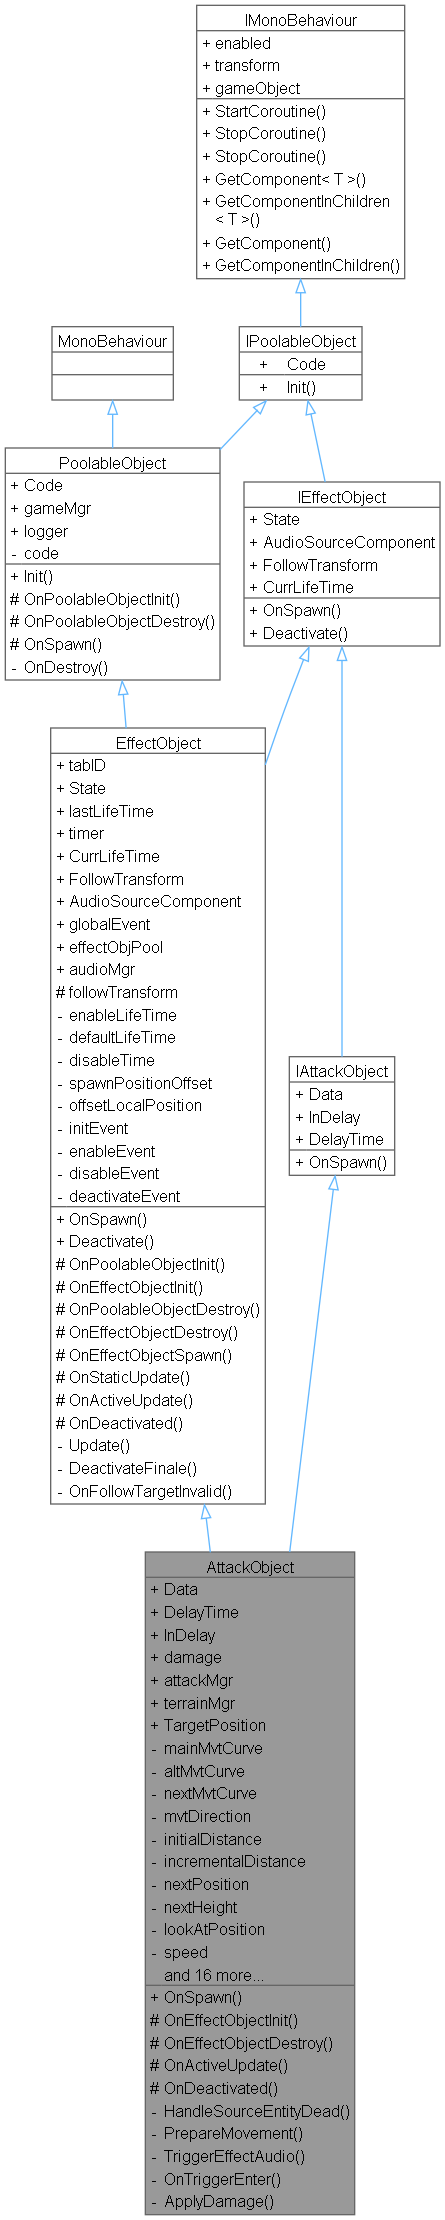 IMonoBehaviour
+ enabled
+ transform
+ gameObject
+ StartCoroutine()
+ StopCoroutine()
+ StopCoroutine()
+ GetComponent< T >()
+ GetComponentInChildren
< T >()
+ GetComponent()
+ GetComponentInChildren()
MonoBehaviour
IPoolableObject
+ Code
+ Init()
PoolableObject
+ Code
+ gameMgr
+ logger
- code
+ Init()
# OnPoolableObjectInit()
# OnPoolableObjectDestroy()
# OnSpawn()
- OnDestroy()
IEffectObject
+ State
+ AudioSourceComponent
+ FollowTransform
+ CurrLifeTime
+ OnSpawn()
+ Deactivate()
EffectObject
+ tabID
+ State
+ lastLifeTime
+ timer
+ CurrLifeTime
+ FollowTransform
+ AudioSourceComponent
+ globalEvent
+ effectObjPool
+ audioMgr
# followTransform
- enableLifeTime
- defaultLifeTime
- disableTime
- spawnPositionOffset
- offsetLocalPosition
- initEvent
- enableEvent
- disableEvent
- deactivateEvent
+ OnSpawn()
+ Deactivate()
# OnPoolableObjectInit()
# OnEffectObjectInit()
# OnPoolableObjectDestroy()
# OnEffectObjectDestroy()
# OnEffectObjectSpawn()
# OnStaticUpdate()
# OnActiveUpdate()
# OnDeactivated()
- Update()
- DeactivateFinale()
- OnFollowTargetInvalid()
IAttackObject
+ Data
+ InDelay
+ DelayTime
+ OnSpawn()
AttackObject
+ Data
+ DelayTime
+ InDelay
+ damage
+ attackMgr
+ terrainMgr
+ TargetPosition
- mainMvtCurve
- altMvtCurve
- nextMvtCurve
- mvtDirection
- initialDistance
- incrementalDistance
- nextPosition
- nextHeight
- lookAtPosition
- speed
and 16 more...
+ OnSpawn()
# OnEffectObjectInit()
# OnEffectObjectDestroy()
# OnActiveUpdate()
# OnDeactivated()
- HandleSourceEntityDead()
- PrepareMovement()
- TriggerEffectAudio()
- OnTriggerEnter()
- ApplyDamage()